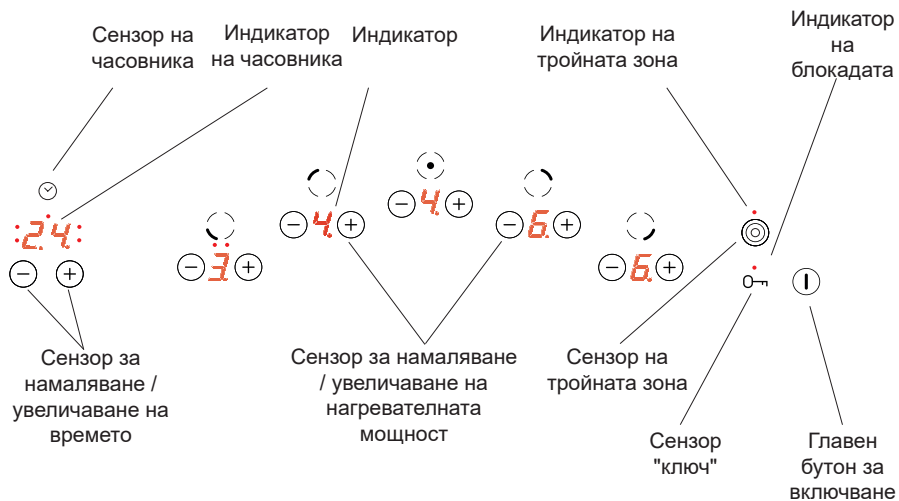 Сензор на
часовника
Индикатор
на часовника
Индикатор
Индикатор на
тройната зона
Индикатор
на
блокадата
2.4.
3.
4.
4.
6.
6.
Сензор за
намаляване /
увеличаване на
времето
Сензор за намаляване
/ увеличаване на
нагревателната
мощност
Сензор на
тройната зона
Сензор
"ключ"
Главен
бутон за
включване